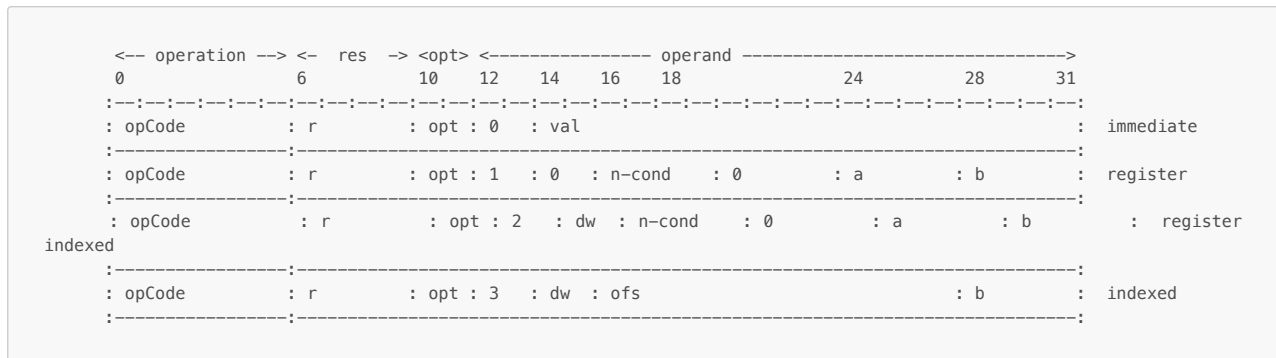 <-- operation --> <-  res  -> <opt> <---------------- operand ------------------------------>
0                 6           10    12    14    16    18                24          28      31
:--:--:--:--:--:--:--:--:--:--:--:--:--:--:--:--:--:--:--:--:--:--:--:--:--:--:--:--:--:--:--:--:
: opCode          : r         : opt : 0   : val                                                 :  immediate
:-----------------:-----------------------------------------------------------------------------:
: opCode          : r         : opt : 1   : 0   : n-cond    : 0         : a         : b         :  register
:-----------------:-----------------------------------------------------------------------------:
: opCode          : r         : opt : 2   : dw  : n-cond    : 0         : a         : b         :  register
indexed
:-----------------:-----------------------------------------------------------------------------:
: opCode          : r         : opt : 3   : dw  : ofs                               : b         :  indexed
:-----------------:-----------------------------------------------------------------------------: